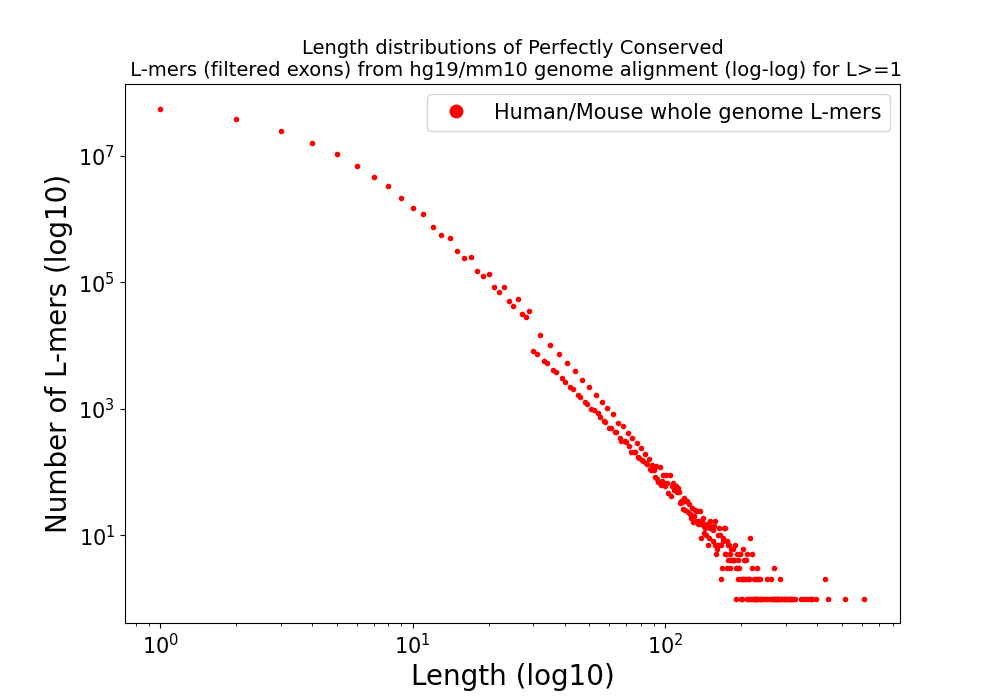 Length distributions of Perfectly Conserved
L-mers (filtered exons) from hg19/mm10 genome alignment (log-log) for L>=1
Human/Mouse whole genome L-mers
Number of L-mers (log10)
10^7
10^5
10^3
10^1
10^0
10^1
10^2
Length (log10)